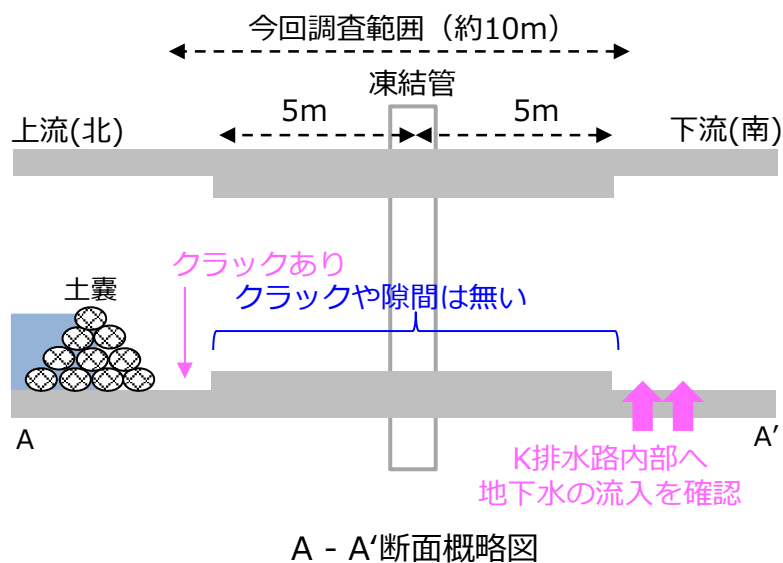 今回調査範囲（約10m）
凍結管
5m
5m
上流(北)
下流(南)
クラックあり
土嚢
クラックや隙間は無い
A
A’
K排水路内部へ
地下水の流入を確認
A - A‘断面概略図